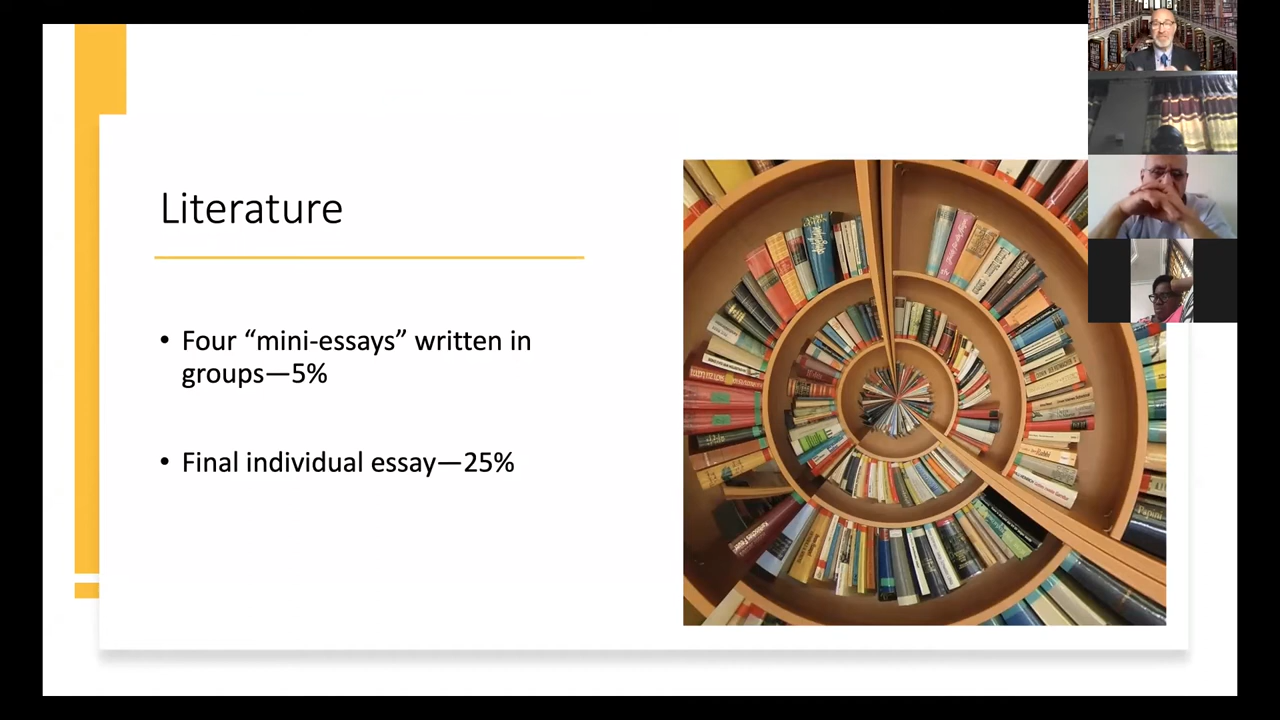 Literature
• Four “mini-essays” written in
groups—5%
• Final individual essay—25%